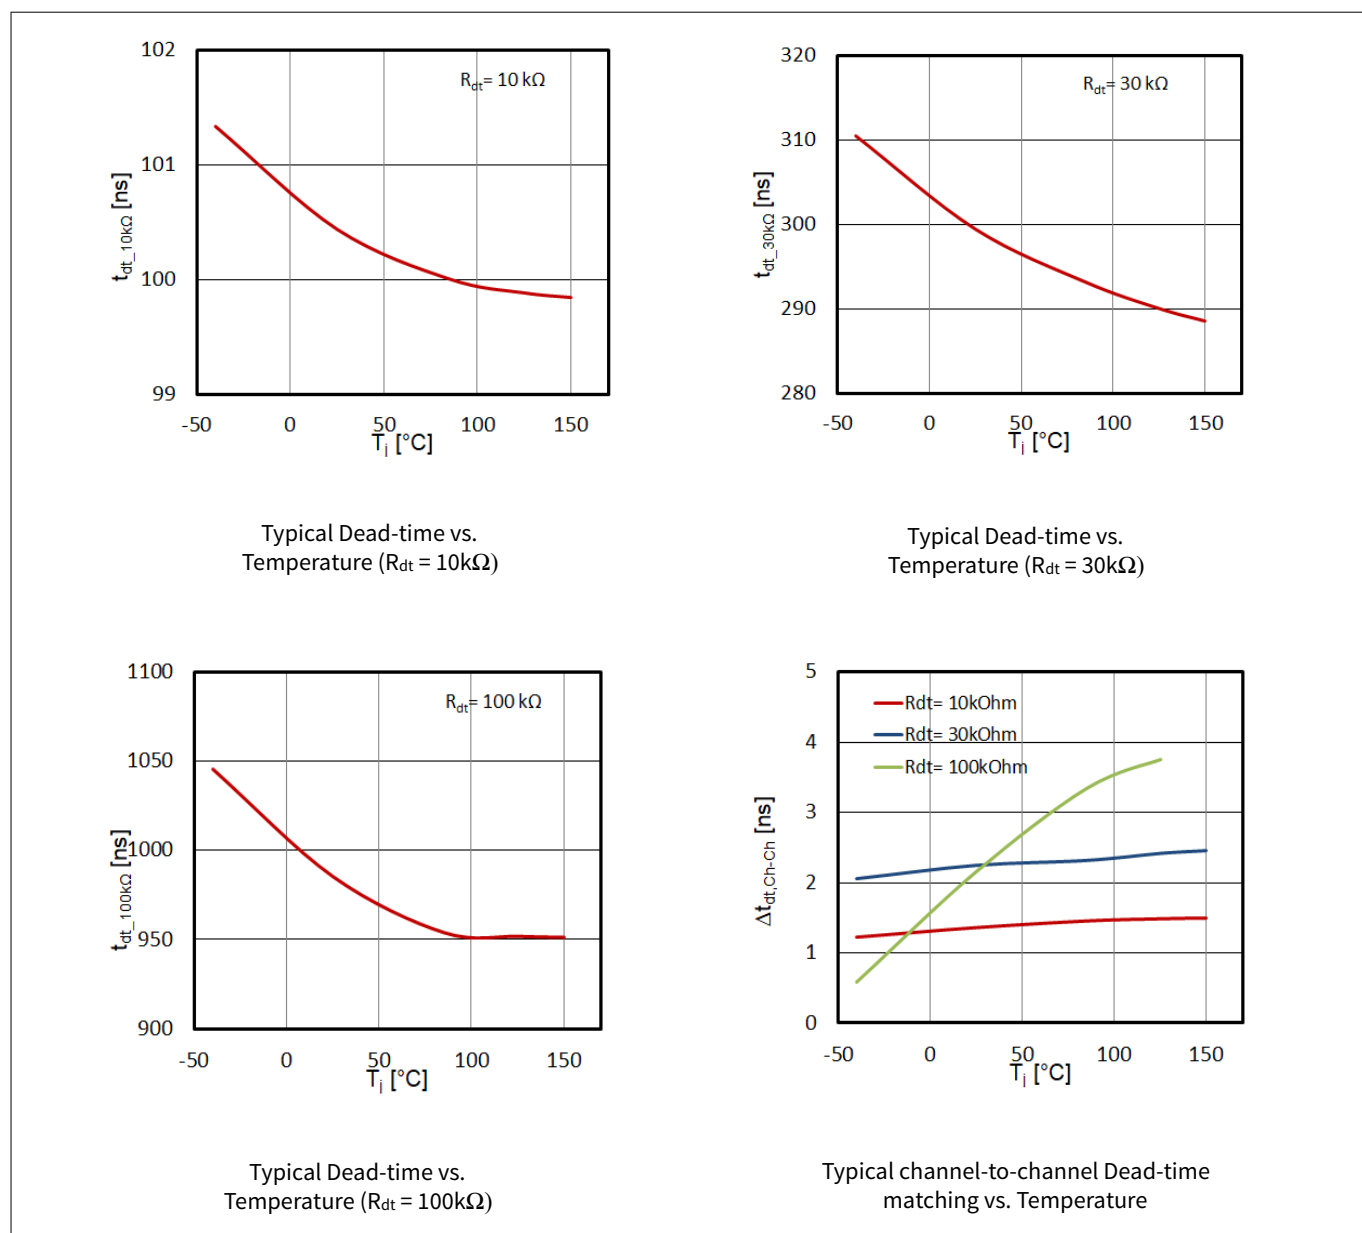 102
101
100
99
-50 0 50 100 150
tdt_10kΩ [ns]
Rdt= 10 kΩ
Tj [°C]
Typical Dead-time vs.
Temperature (Rdt = 10kΩ)
320
310
300
290
280
-50 0 50 100 150
tdt_30kΩ [ns]
Rdt= 30 kΩ
Tj [°C]
Typical Dead-time vs.
Temperature (Rdt = 30kΩ)
1100
1050
1000
950
900
-50 0 50 100 150
tdt_100kΩ [ns]
Rdt= 100 kΩ
Tj [°C]
Typical Dead-time vs.
Temperature (Rdt = 100kΩ)
5
4
3
2
1
0
-50 0 50 100 150
Δtdt,Ch-Ch [ns]
Rdt= 10kOhm
Rdt= 30kOhm
Rdt= 100kOhm
Tj [°C]
Typical channel-to-channel Dead-time
matching vs. Temperature